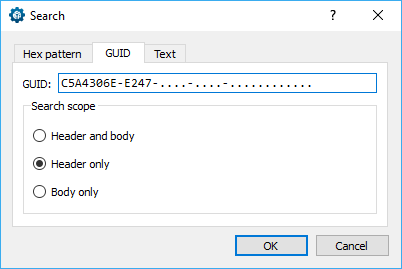 Search
Hex pattern GUID Text
GUID: C5A4306E-E247-....-....-............
Search scope
Header and body
Header only
Body only
OK Cancel